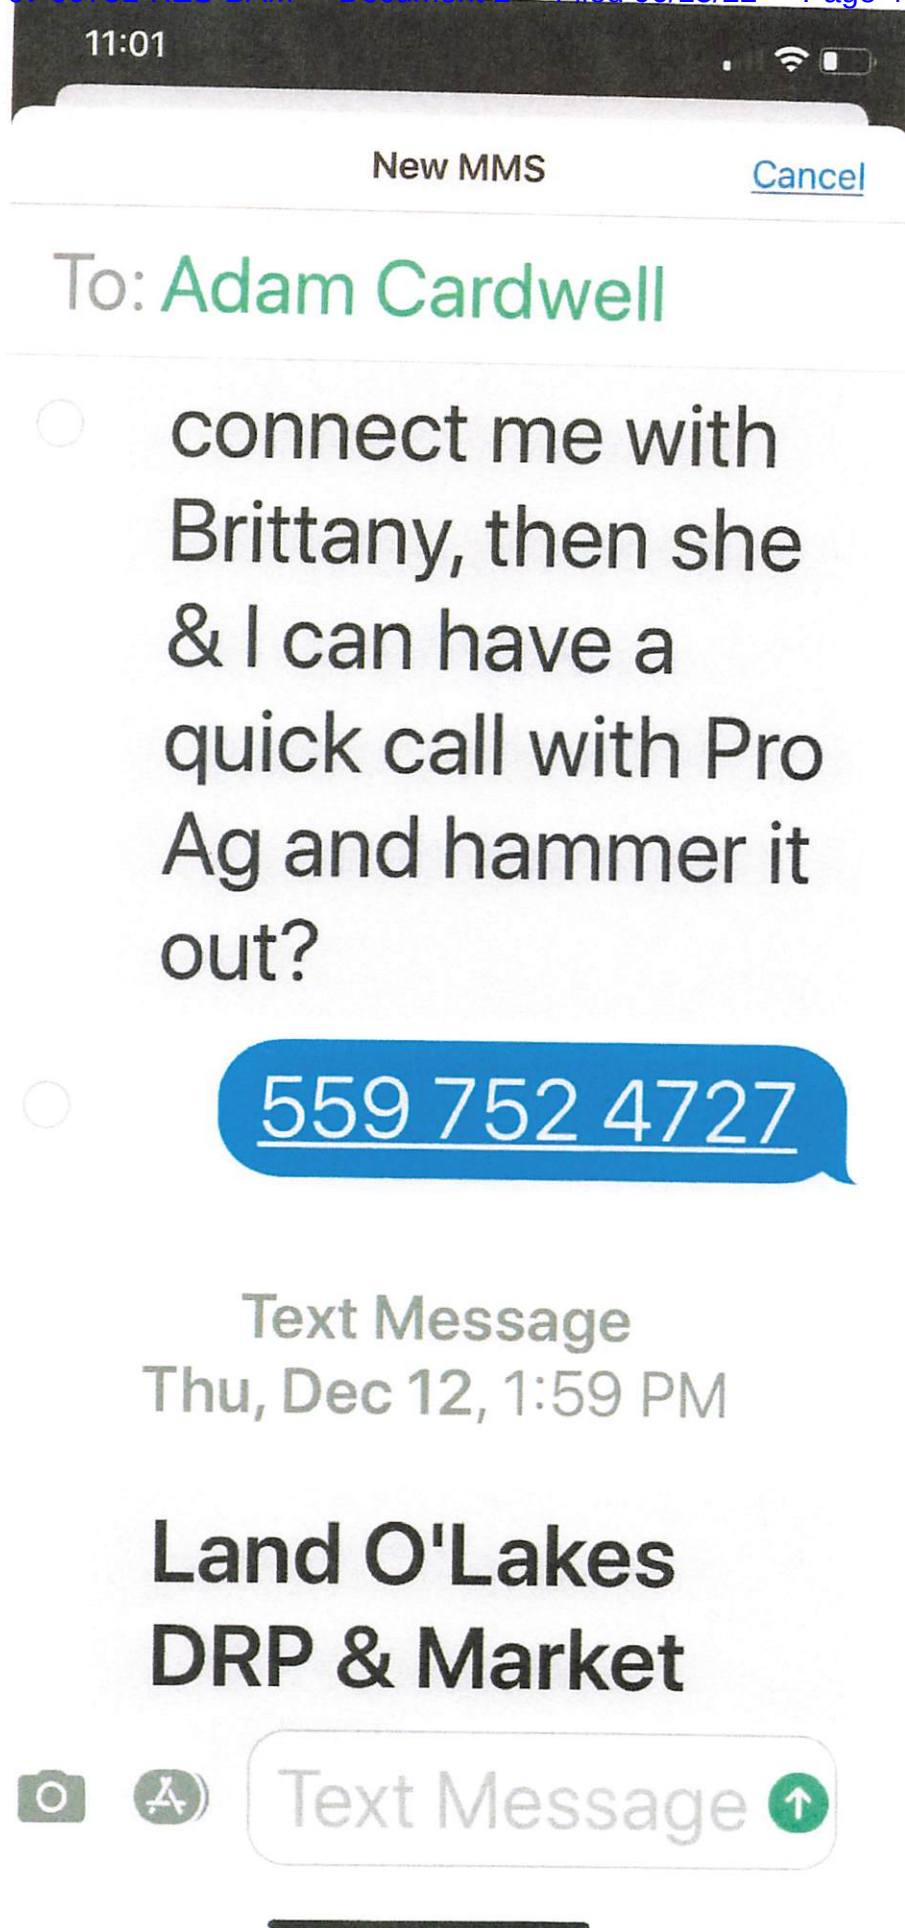 11:01
New MMS
Cancel
To: Adam Cardwell
connect me with
Brittany, then she
& I can have a
quick call with Pro
Ag and hammer it
out?
559 752 4727
Text Message
Thu, Dec 12, 1:59 PM
Land O'Lakes
DRP & Market
Text Message